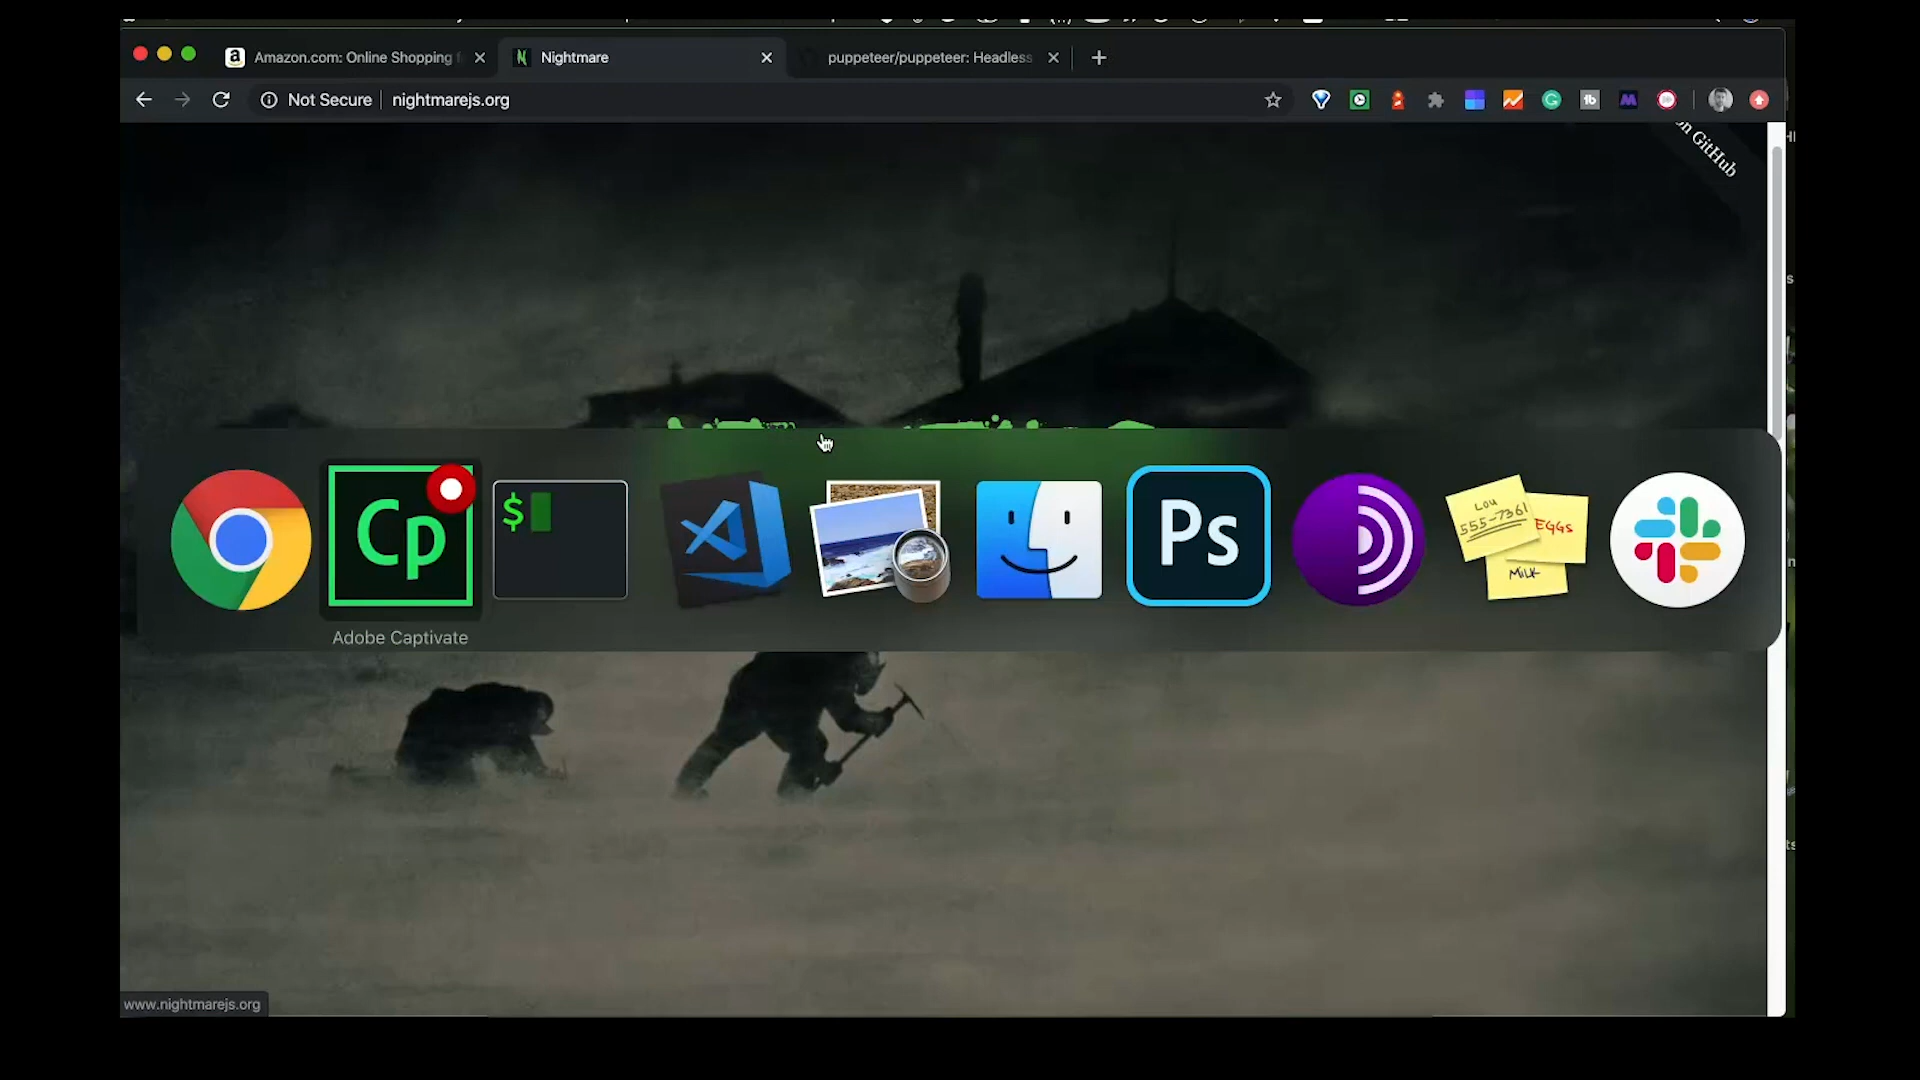 Amazon.com: Online Shopping f
Nightmare
puppeteer/puppeteer: Headless
Not Secure
nightmarejs.org
on GitHub
Cp
$
Lou
555-7361
EGGS
MILK
Ps
Adobe Captivate
www.nightmarejs.org